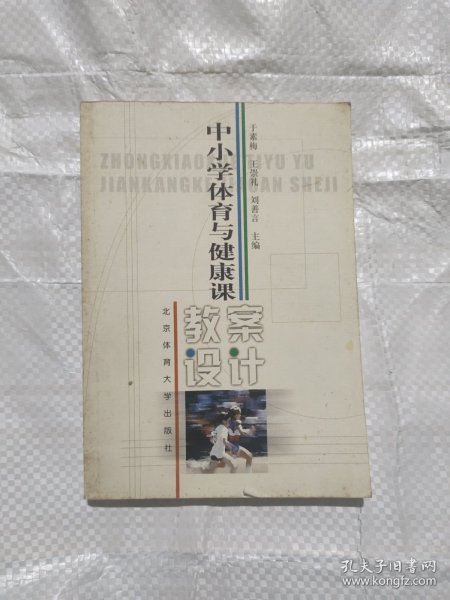 于素梅 王崇礼 刘善言 主编
中小学体育与健康课
ZHONGXIAOXUE TIYU YU
JIANKANGKE JIAOAN SHEJI
教案
设计
北京体育大学出版社
孔夫子旧书网
www.kongfz.com